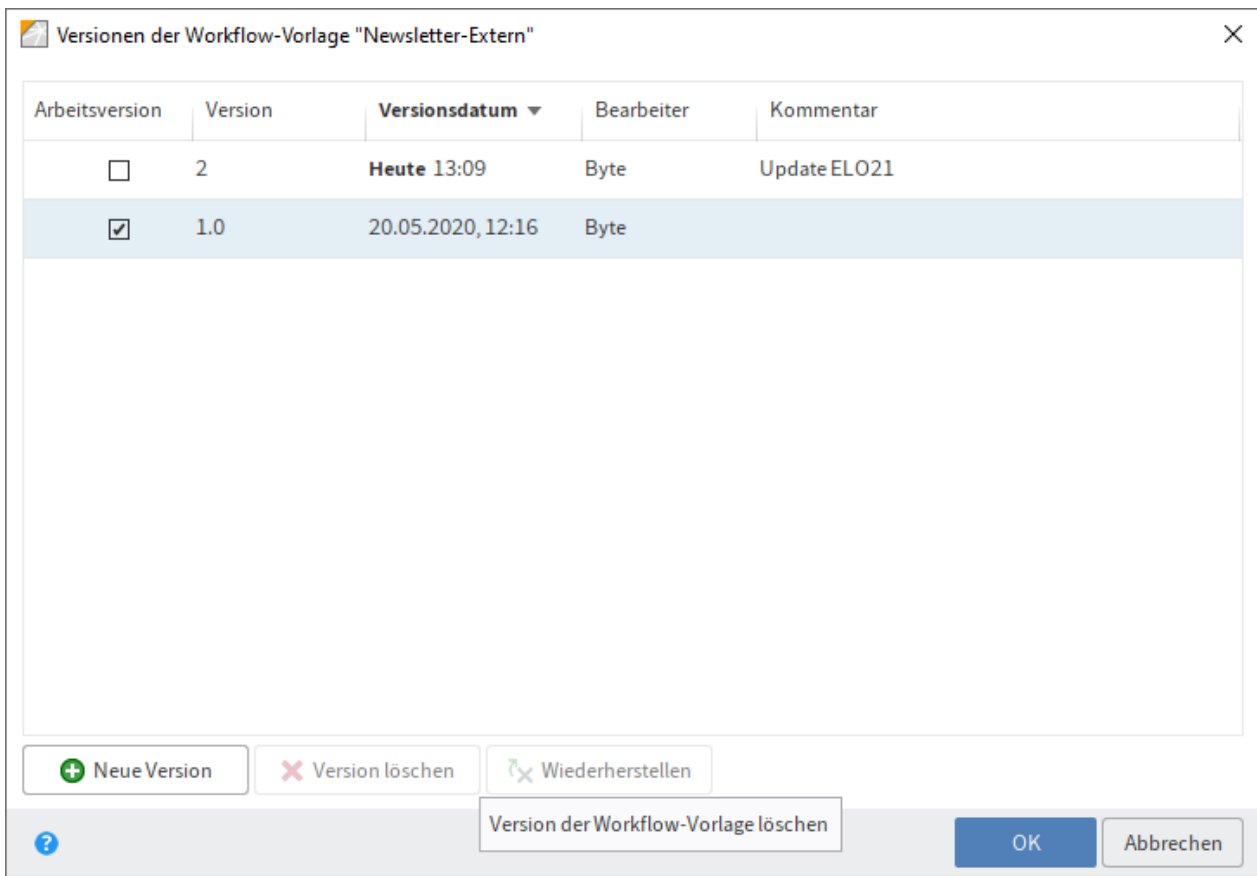 Versionen der Workflow-Vorlage "Newsletter-Extern"
Arbeitsversion Version Versionsdatum Bearbeiter Kommentar
2 Heute 13:09 Byte Update ELO21
1.0 20.05.2020, 12:16 Byte
Neue Version Version löschen Wiederherstellen
Version der Workflow-Vorlage löschen
? OK Abbrechen